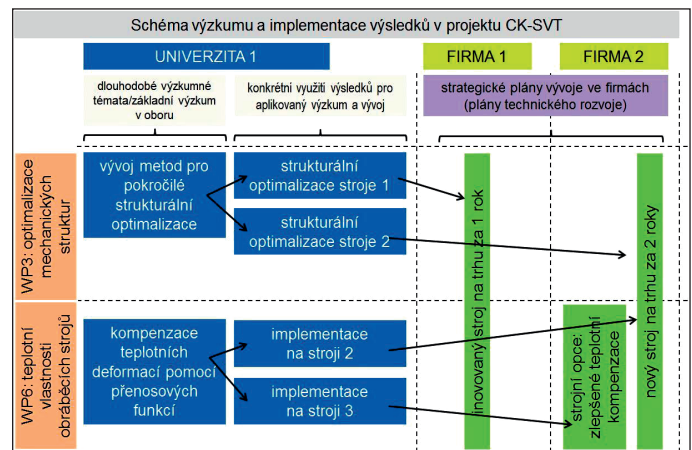 Schéma výzkumu a implementace výsledků v projektu CK-SVT
UNIVERZITA 1
FIRMA 1
FIRMA 2
dlouhodobé výzkumné
témata/základní výzkum
v oboru
konkrétní využití výsledků pro
aplikovaný výzkum a vývoj
strategické plány vývoje ve firmách
(plány technického rozvoje)
WP3: optimalizace
mechanických
struktur
vývoj metod pro
pokročilé
strukturální
optimalizace
strukturální
optimalizace stroje 1
strukturální
optimalizace stroje 2
inovovaný stroj na trhu za 1 rok
nový stroj na trhu za 2 roky
WP6: teplotní
vlastnosti
obráběcích strojů
kompenzace
teplotních
deformací pomocí
přenosových
funkcí
implementace
na stroji 2
implementace
na stroji 3
strojní opce:
zlepšené teplotní
kompenzace